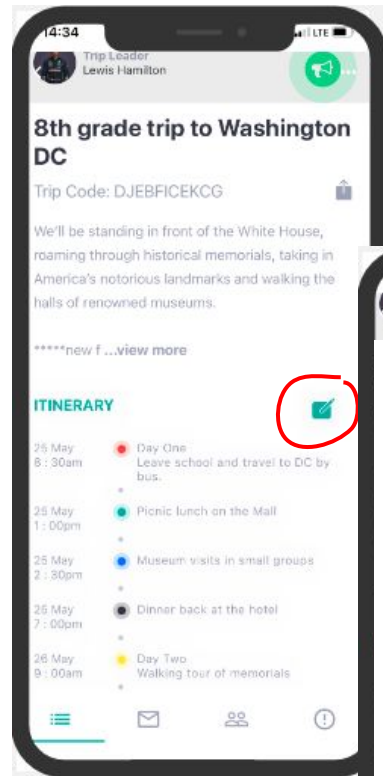 14:34
LTE
Trip Leader
Lewis Hamilton
8th grade trip to Washington
DC
Trip Code: DJEBFICEKCG
We'll be standing in front of the White House,
roaming through historical memorials, taking in
America's notorious landmarks and walking the
halls of renowned museums.
*****new f ...view more
ITINERARY
25 May
8 : 30am
Day One
Leave school and travel to DC by
bus.
25 May
1 : 00pm
Picnic lunch on the Mall
25 May
2 : 30pm
Museum visits in small groups
25 May
7 : 00pm
Dinner back at the hotel
26 May
9 : 00am
Day Two
Walking tour of memorials